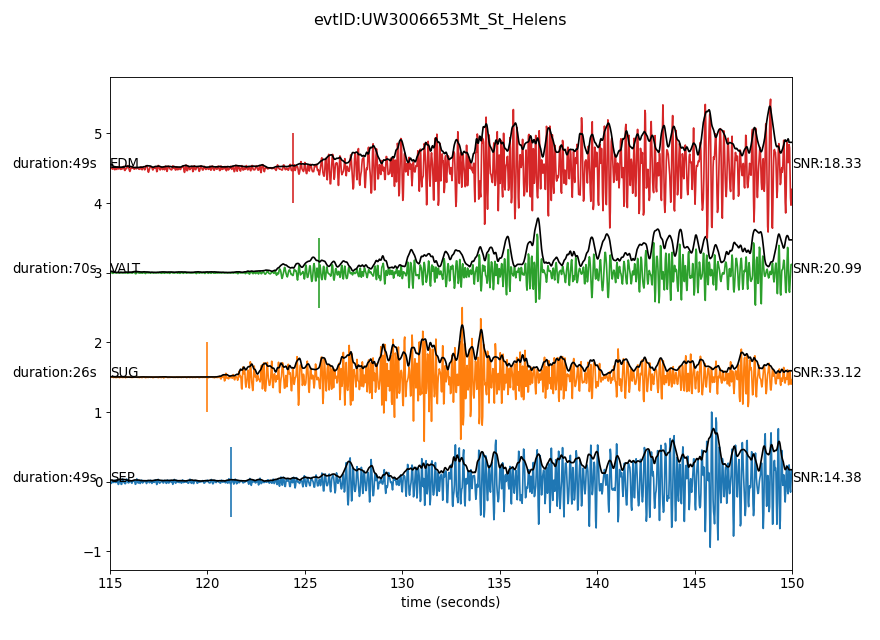 evtID:UW3006653Mt_St_Helens
5
duration:49s EDM SNR:18.33
4
duration:70s 3 VALT SNR:20.99
2
duration:26s SUG SNR:33.12
1
duration:49s 0 SEP SNR:14.38
−1
115 120 125 130 135 140 145 150
time (seconds)